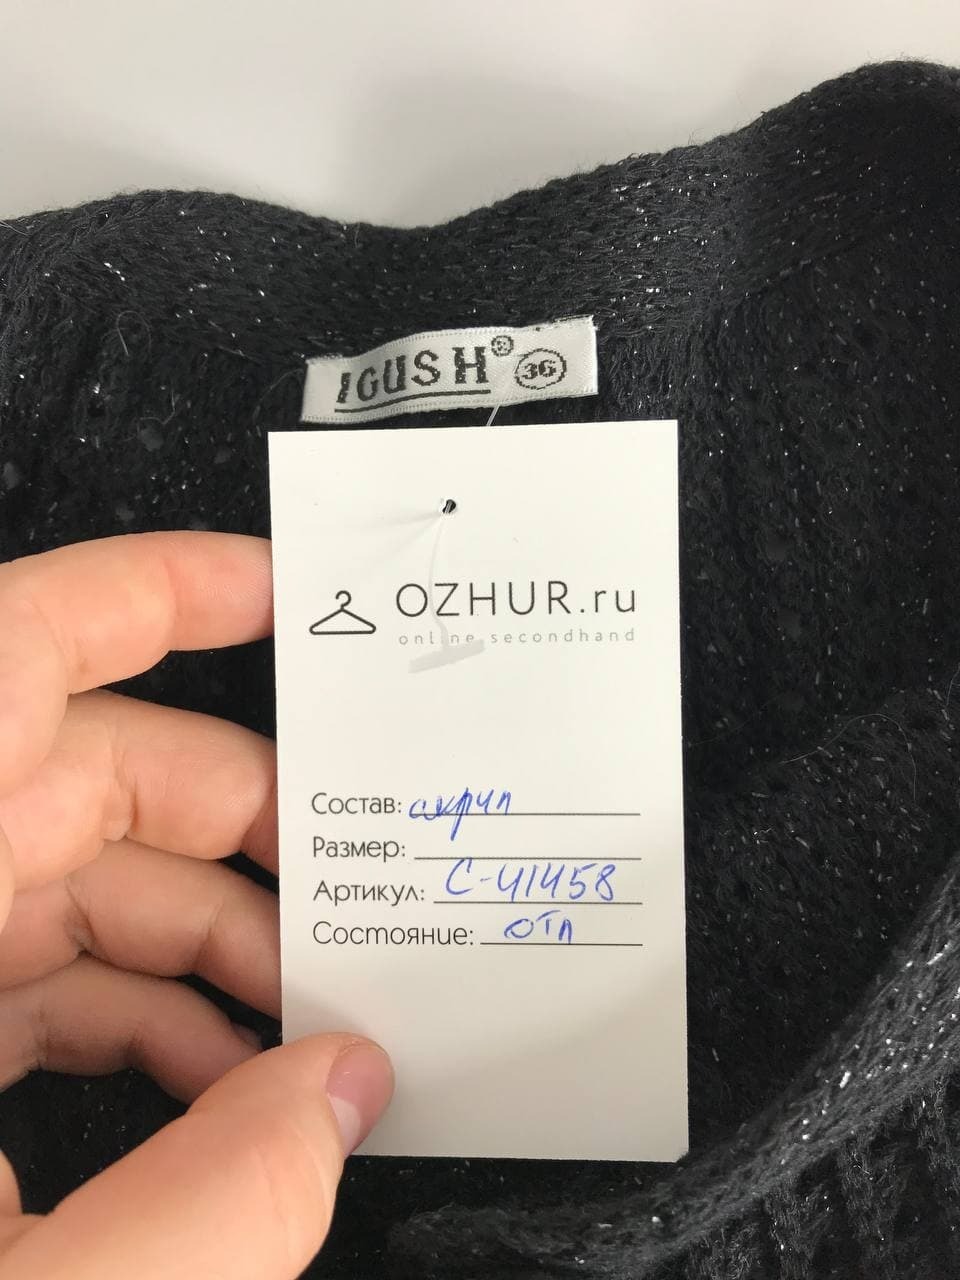 IGUSH® 36
OZHUR.ru
online secondhand
Состав: акрил
Размер:
Артикул: С-41458
Состояние: отл